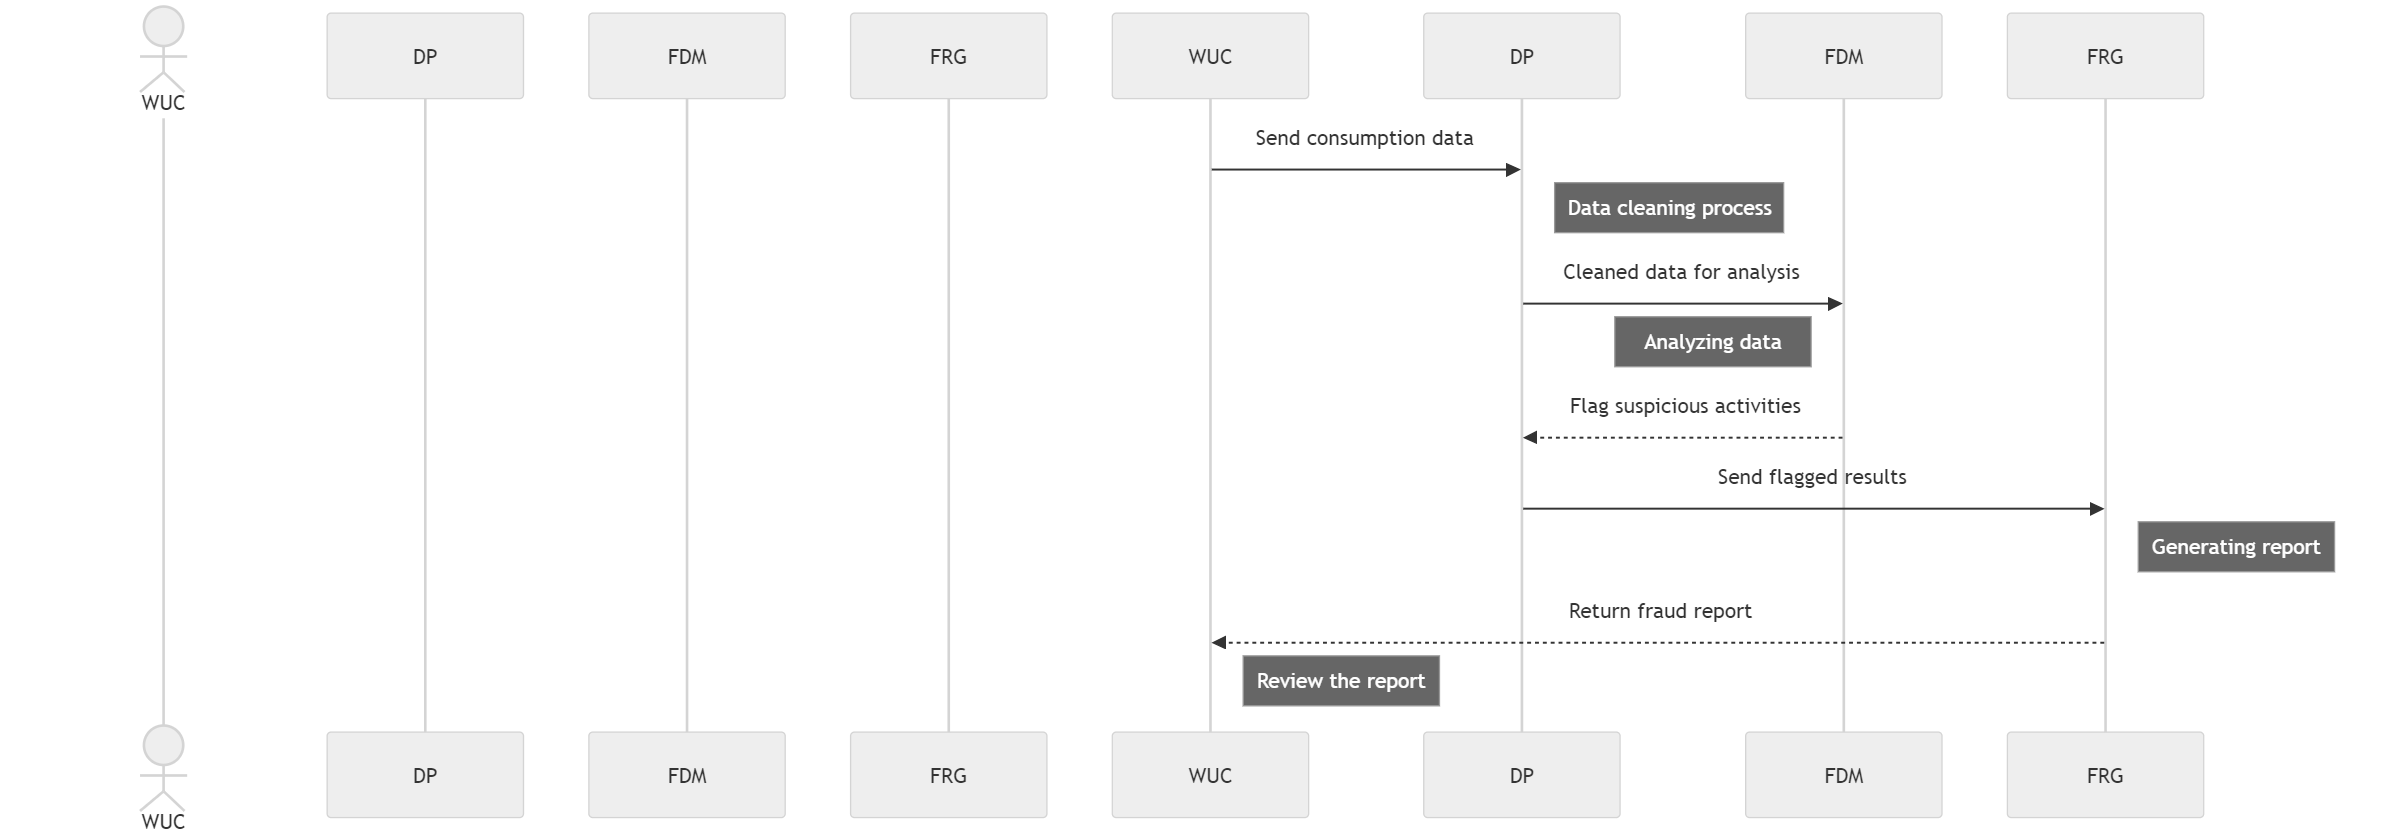 WUC
DP
FDM
FRG
WUC
DP
FDM
FRG
Send consumption data
Data cleaning process
Cleaned data for analysis
Analyzing data
Flag suspicious activities
Send flagged results
Generating report
Return fraud report
Review the report
WUC
DP
FDM
FRG
WUC
DP
FDM
FRG